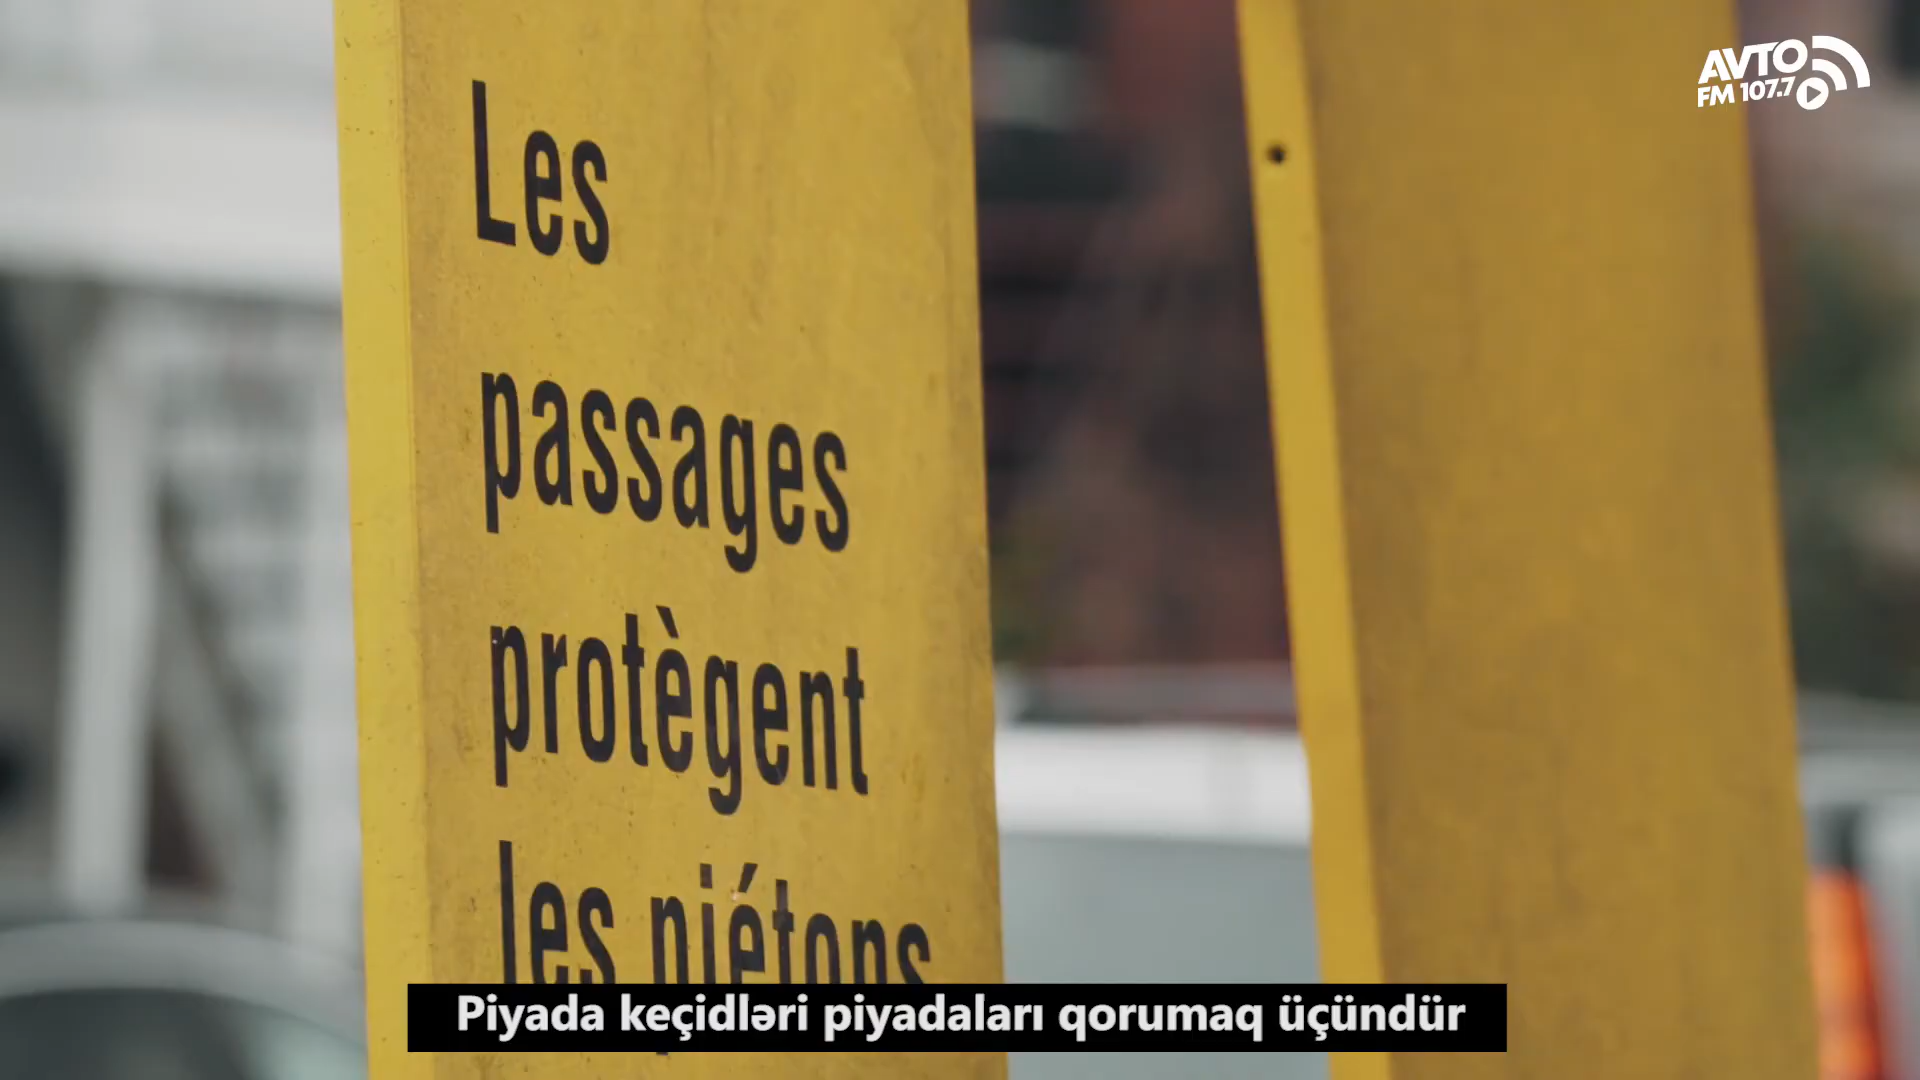 AVTO
FM 107.7
Les
passages
protègent
les piétons
Piyada keçidləri piyadaları qorumaq üçündür